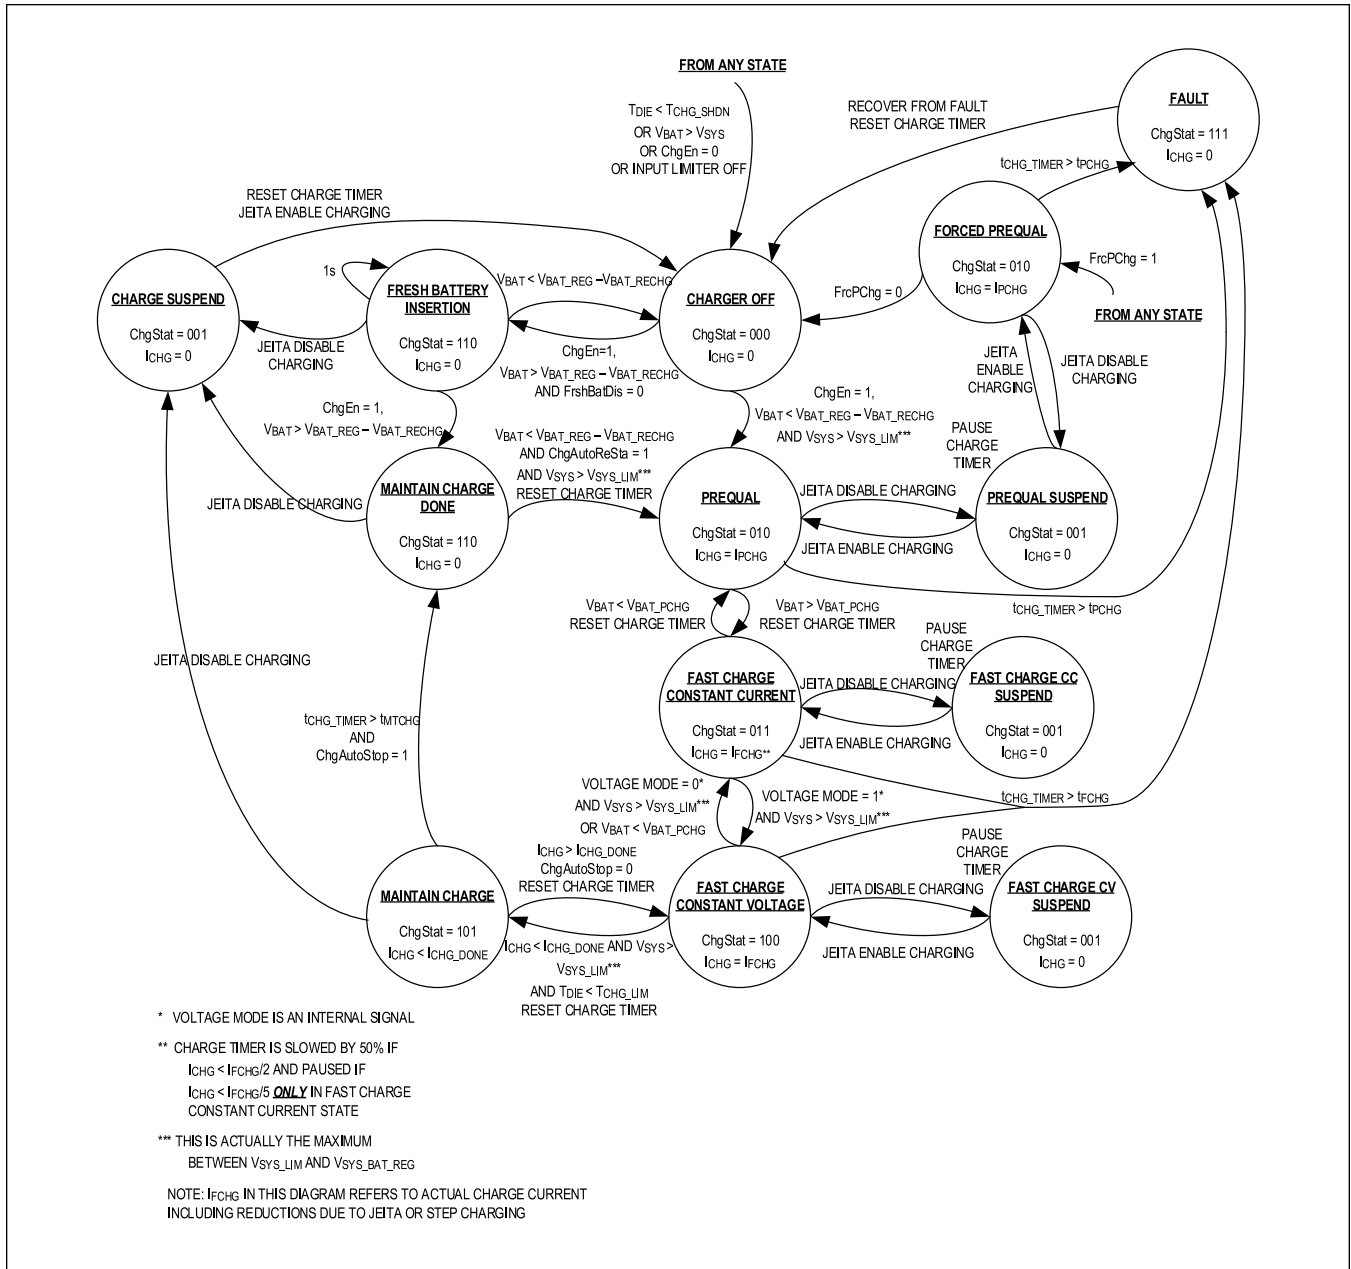 FROM ANY STATE
TDIE < TCHG_SHDN
OR VBAT > VSYS
OR ChgEn = 0
OR INPUT LIMITER OFF
RECOVER FROM FAULT
RESET CHARGE TIMER
FAULT
ChgStat = 111
ICHG = 0
tCHG_TIMER > tPCHG
RESET CHARGE TIMER
JEITA ENABLE CHARGING
FORCED PREQUAL
ChgStat = 010
ICHG = IPCHG
FrcPChg = 1
FROM ANY STATE
FrcPChg = 0
CHARGE SUSPEND
ChgStat = 001
ICHG = 0
1s
FRESH BATTERY
INSERTION
ChgStat = 110
ICHG = 0
VBAT < VBAT_REG –VBAT_RECHG
CHARGER OFF
ChgStat = 000
ICHG = 0
JEITA DISABLE
CHARGING
ChgEn=1,
VBAT > VBAT_REG – VBAT_RECHG
AND FrshBatDis = 0
JEITA
ENABLE
CHARGING
JEITA DISABLE
CHARGING
ChgEn = 1,
VBAT > VBAT_REG – VBAT_RECHG
ChgEn = 1,
VBAT < VBAT_REG – VBAT_RECHG
AND VSYS > VSYS_LIM***
VBAT < VBAT_REG – VBAT_RECHG
AND ChgAutoReSta = 1
AND VSYS > VSYS_LIM***
RESET CHARGE TIMER
PAUSE
CHARGE
TIMER
JEITA DISABLE CHARGING
MAINTAIN CHARGE
DONE
ChgStat = 110
ICHG = 0
PREQUAL
ChgStat = 010
ICHG = IPCHG
JEITA DISABLE CHARGING
JEITA ENABLE CHARGING
PREQUAL SUSPEND
ChgStat = 001
ICHG = 0
tCHG_TIMER > tPCHG
VBAT < VBAT_PCHG
RESET CHARGE TIMER
VBAT > VBAT_PCHG
RESET CHARGE TIMER
JEITA DISABLE CHARGING
PAUSE
CHARGE
TIMER
FAST CHARGE
CONSTANT CURRENT
ChgStat = 011
ICHG = IFCHG**
JEITA DISABLE CHARGING
JEITA ENABLE CHARGING
FAST CHARGE CC
SUSPEND
ChgStat = 001
ICHG = 0
tCHG_TIMER > tMTCHG
AND
ChgAutoStop = 1
tCHG_TIMER > tFCHG
VOLTAGE MODE = 0*
AND VSYS > VSYS_LIM***
OR VBAT < VBAT_PCHG
VOLTAGE MODE = 1*
AND VSYS > VSYS_LIM***
PAUSE
CHARGE
TIMER
ICHG > ICHG_DONE
ChgAutoStop = 0
RESET CHARGE TIMER
MAINTAIN CHARGE
ChgStat = 101
ICHG < ICHG_DONE
FAST CHARGE
CONSTANT VOLTAGE
ChgStat = 100
ICHG = IFCHG
JEITA DISABLE CHARGING
JEITA ENABLE CHARGING
FAST CHARGE CV
SUSPEND
ChgStat = 001
ICHG = 0
ICHG < ICHG_DONE AND VSYS >
VSYS_LIM***
AND TDIE < TCHG_LIM
RESET CHARGE TIMER
* VOLTAGE MODE IS AN INTERNAL SIGNAL
** CHARGE TIMER IS SLOWED BY 50% IF
ICHG < IFCHG/2 AND PAUSED IF
ICHG < IFCHG/5 ONLY IN FAST CHARGE
CONSTANT CURRENT STATE
*** THIS IS ACTUALLY THE MAXIMUM
BETWEEN VSYS_LIM AND VSYS_BAT_REG
NOTE: IFCHG IN THIS DIAGRAM REFERS TO ACTUAL CHARGE CURRENT
INCLUDING REDUCTIONS DUE TO JEITA OR STEP CHARGING